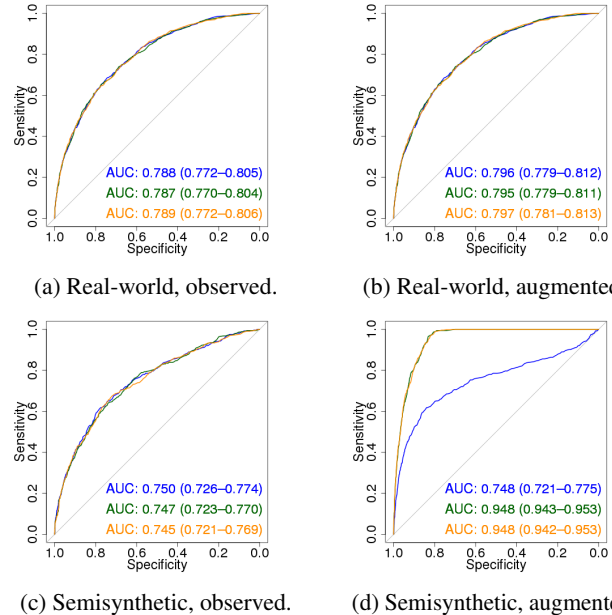 1.0
0.8
0.6
0.4
0.2
0.0
Sensitivity
AUC: 0.788 (0.772–0.805)
AUC: 0.787 (0.770–0.804)
AUC: 0.789 (0.772–0.806)
1.0 0.8 0.6 0.4 0.2 0.0
Specificity
(a) Real-world, observed.
1.0
0.8
0.6
0.4
0.2
0.0
Sensitivity
AUC: 0.796 (0.779–0.812)
AUC: 0.795 (0.779–0.811)
AUC: 0.797 (0.781–0.813)
1.0 0.8 0.6 0.4 0.2 0.0
Specificity
(b) Real-world, augmented
1.0
0.8
0.6
0.4
0.2
0.0
Sensitivity
AUC: 0.750 (0.726–0.774)
AUC: 0.747 (0.723–0.770)
AUC: 0.745 (0.721–0.769)
1.0 0.8 0.6 0.4 0.2 0.0
Specificity
(c) Semisynthetic, observed.
1.0
0.8
0.6
0.4
0.2
0.0
Sensitivity
AUC: 0.748 (0.721–0.775)
AUC: 0.948 (0.943–0.953)
AUC: 0.948 (0.942–0.953)
1.0 0.8 0.6 0.4 0.2 0.0
Specificity
(d) Semisynthetic, augmente